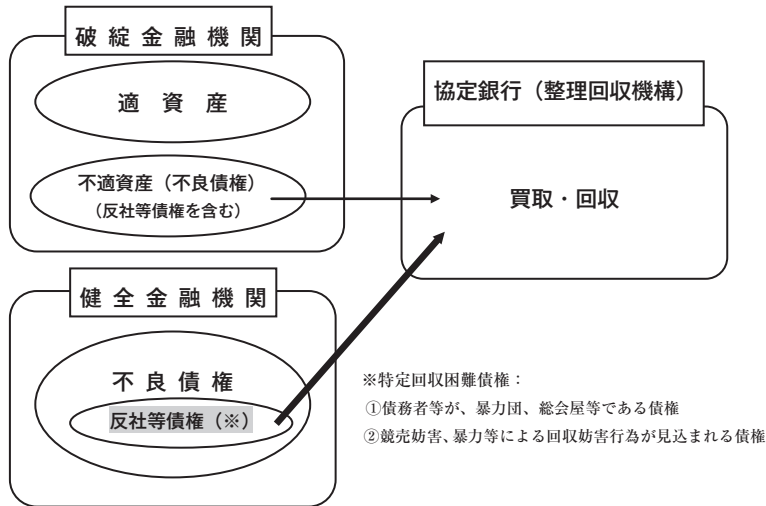 破綻金融機関
適資産
不適資産（不良債権）
（反社等債権を含む）
協定銀行（整理回収機構）
買取・回収
健全金融機関
不良債権
反社等債権（※）
※特定回収困難債権：
①債務者等が、暴力団、総会屋等である債権
②競売妨害、暴力等による回収妨害行為が見込まれる債権